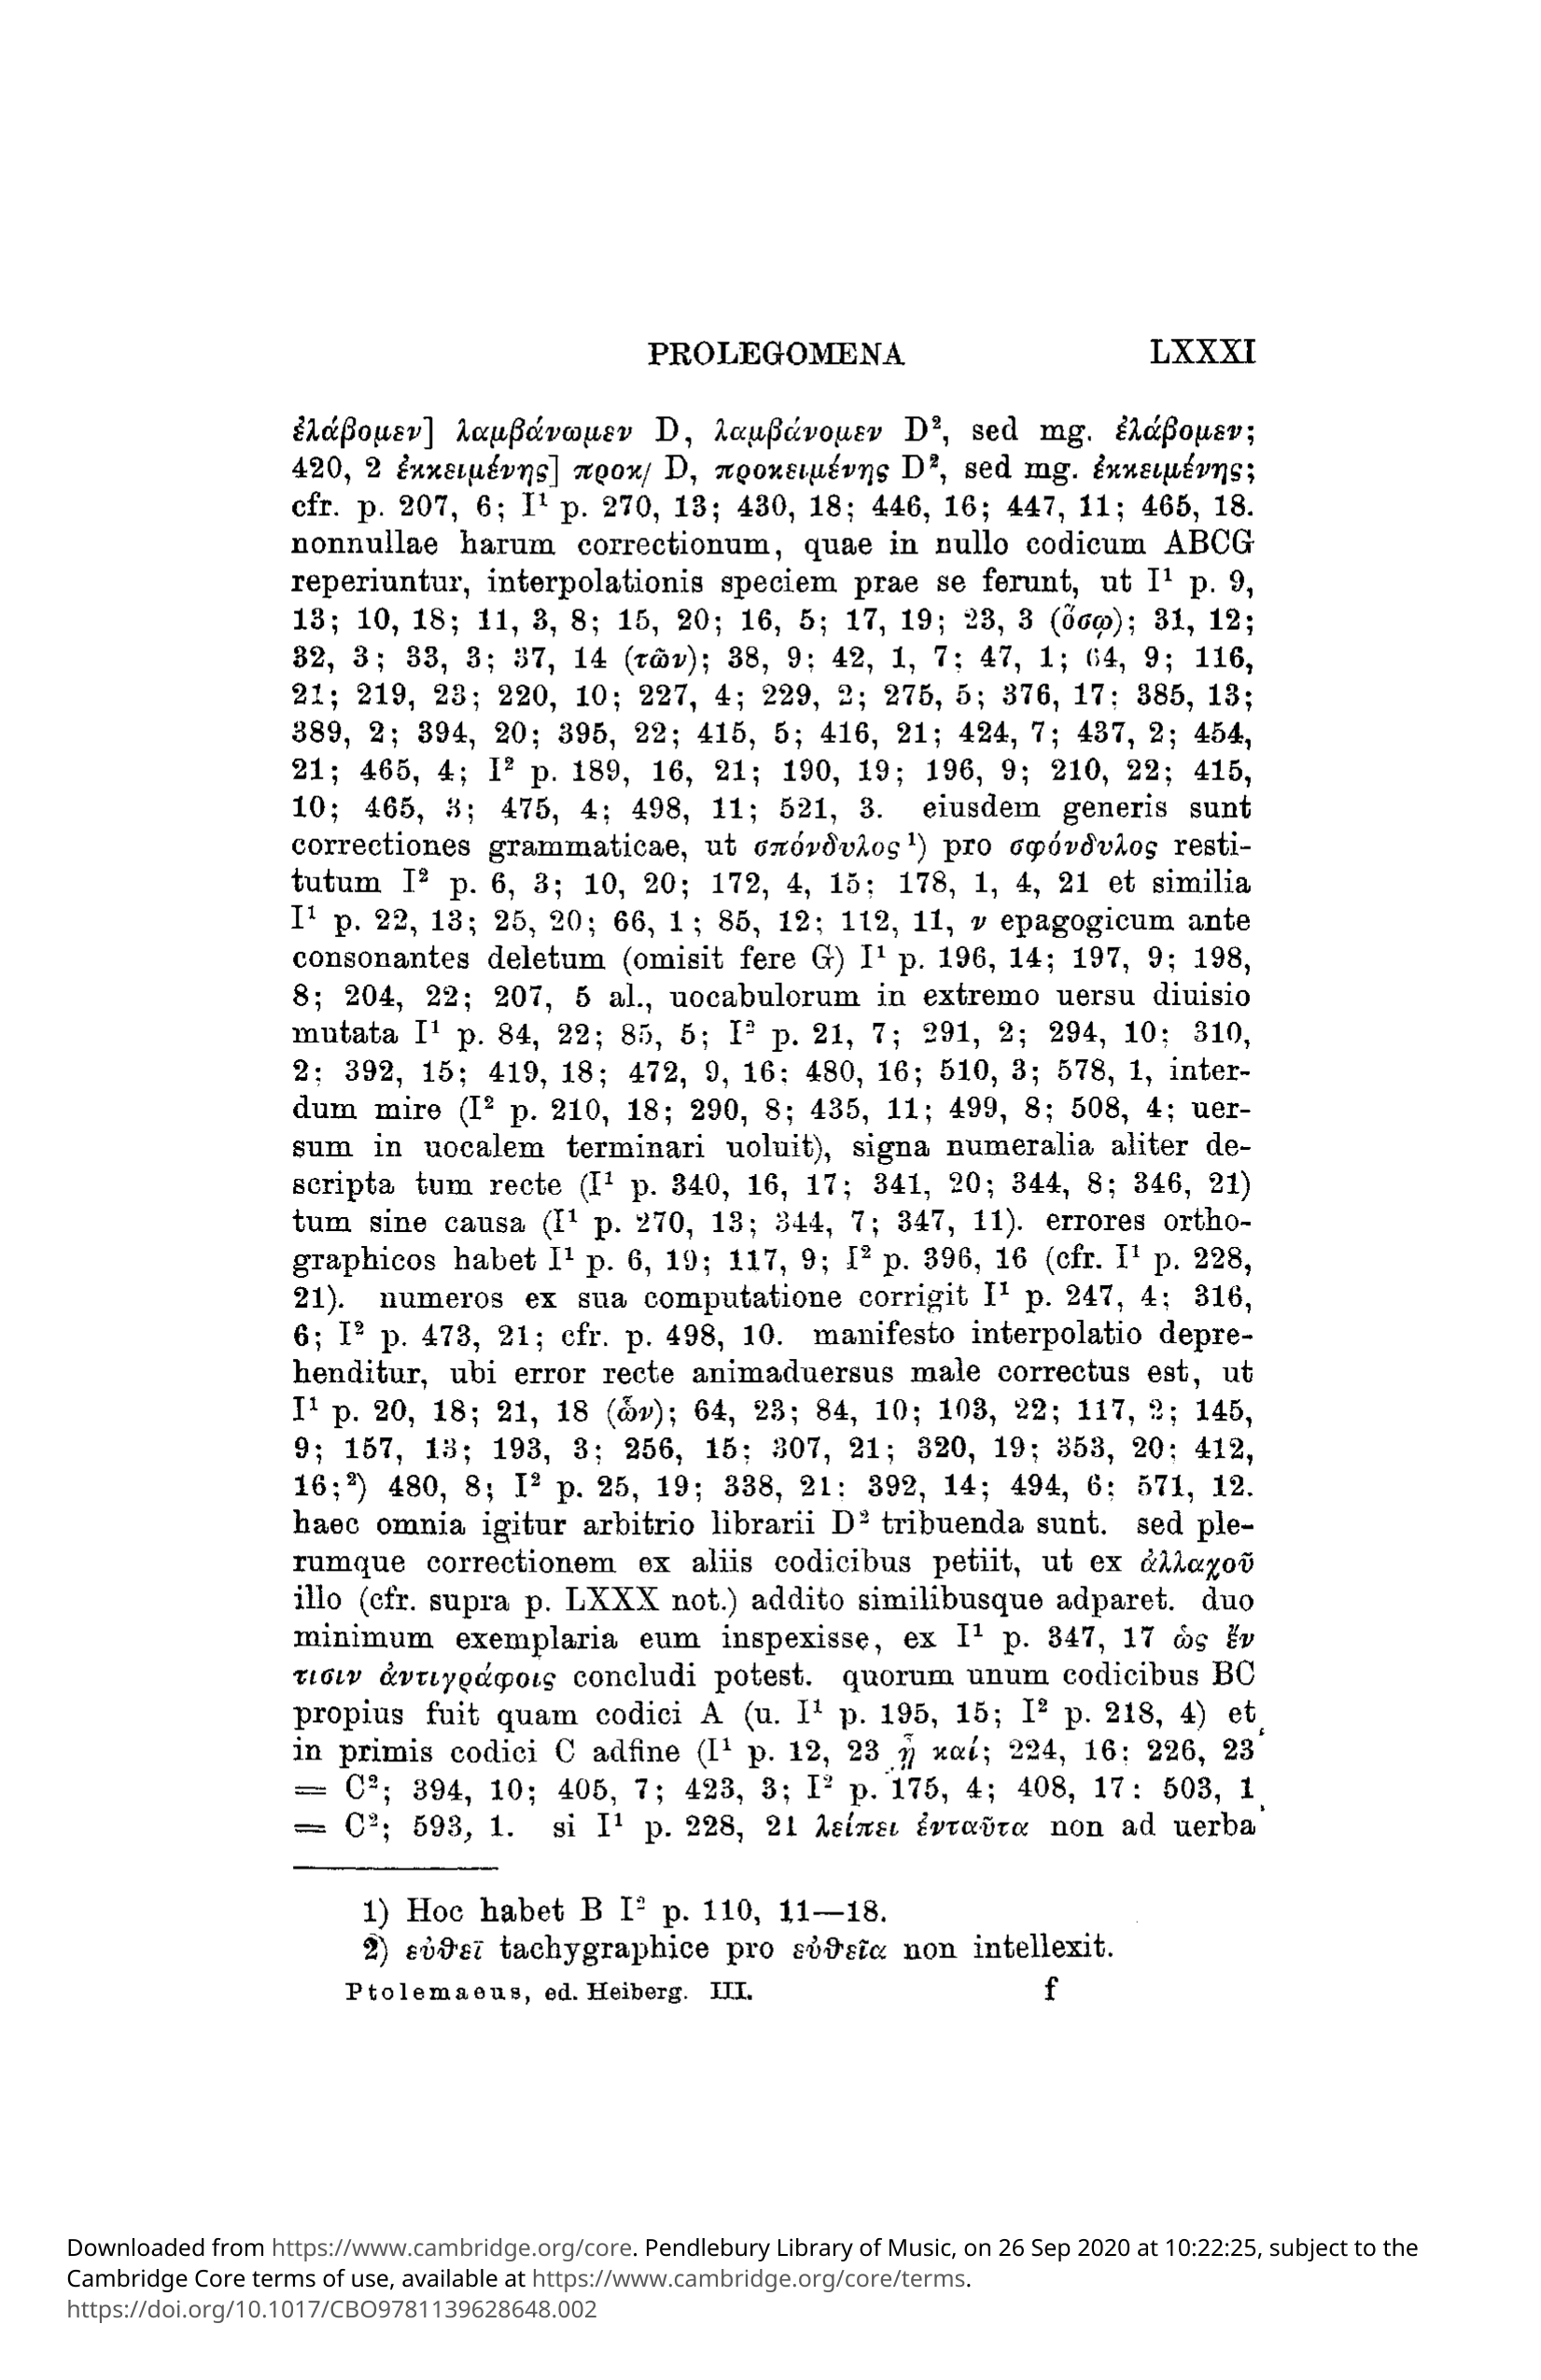 PROLEGOMENA LXXXI
ἐλάβομεν] λαμβάνωμεν D, λαμβάνομεν D², sed mg. ἐλάβομεν;
420, 2 ἐκκειμένης] προκ/ D, προκειμένης D², sed mg. ἐκκειμένης;
cfr. p. 207, 6; I¹ p. 270, 13; 430, 18; 446, 16; 447, 11; 465, 18.
nonnullae harum correctionum, quae in nullo codicum ABCG
reperiuntur, interpolationis speciem prae se ferunt, ut I¹ p. 9,
13; 10, 18; 11, 3, 8; 15, 20; 16, 5; 17, 19; 23, 3 (ὅσῳ); 31, 12;
32, 3; 33, 3; 37, 14 (τῶν); 38, 9; 42, 1, 7; 47, 1; 64, 9; 116,
21; 219, 23; 220, 10; 227, 4; 229, 2; 275, 5; 376, 17; 385, 13;
389, 2; 394, 20; 395, 22; 415, 5; 416, 21; 424, 7; 437, 2; 454,
21; 465, 4; I² p. 189, 16, 21; 190, 19; 196, 9; 210, 22; 415,
10; 465, 3; 475, 4; 498, 11; 521, 3. eiusdem generis sunt
correctiones grammaticae, ut σπόνδυλος¹) pro σφόνδυλος resti-
tutum I² p. 6, 3; 10, 20; 172, 4, 15; 178, 1, 4, 21 et similia
I¹ p. 22, 13; 25, 20; 66, 1; 85, 12; 112, 11, ν epagogicum ante
consonantes deletum (omisit fere G) I¹ p. 196, 14; 197, 9; 198,
8; 204, 22; 207, 5 al., uocabulorum in extremo uersu diuisio
mutata I¹ p. 84, 22; 85, 5; I² p. 21, 7; 291, 2; 294, 10; 310,
2; 392, 15; 419, 18; 472, 9, 16; 480, 16; 510, 3; 578, 1, inter-
dum mire (I² p. 210, 18; 290, 8; 435, 11; 499, 8; 508, 4; uer-
sum in uocalem terminari uoluit), signa numeralia aliter de-
scripta tum recte (I¹ p. 340, 16, 17; 341, 20; 344, 8; 346, 21)
tum sine causa (I¹ p. 270, 13; 344, 7; 347, 11). errores ortho-
graphicos habet I¹ p. 6, 19; 117, 9; I² p. 396, 16 (cfr. I¹ p. 228,
21). numeros ex sua computatione corrigit I¹ p. 247, 4; 316,
6; I² p. 473, 21; cfr. p. 498, 10. manifesto interpolatio depre-
henditur, ubi error recte animaduersus male correctus est, ut
I¹ p. 20, 18; 21, 18 (ὧν); 64, 23; 84, 10; 103, 22; 117, 2; 145,
9; 157, 13; 193, 3; 256, 15; 307, 21; 320, 19; 353, 20; 412,
16;²) 480, 8; I² p. 25, 19; 338, 21; 392, 14; 494, 6; 571, 12.
haec omnia igitur arbitrio librarii D² tribuenda sunt. sed ple-
rumque correctionem ex aliis codicibus petiit, ut ex ἀλλαχοῦ
illo (cfr. supra p. LXXX not.) addito similibusque adparet. duo
minimum exemplaria eum inspexisse, ex I¹ p. 347, 17 ὡς ἔν
τισιν ἀντιγράφοις concludi potest. quorum unum codicibus BC
propius fuit quam codici A (u. I¹ p. 195, 15; I² p. 218, 4) et
in primis codici C adfine (I¹ p. 12, 23 ἢ καί; 224, 16; 226, 23
= C²; 394, 10; 405, 7; 423, 3; I² p. 175, 4; 408, 17; 503, 1
= C²; 593, 1. si I¹ p. 228, 21 λείπει ἐνταῦτα non ad uerba
1) Hoc habet B I² p. 110, 11—18.
2) εὐθεῖ tachygraphice pro εὐθεῖα non intellexit.
Ptolemaeus, ed. Heiberg. III. f
Downloaded from https://www.cambridge.org/core. Pendlebury Library of Music, on 26 Sep 2020 at 10:22:25, subject to the
Cambridge Core terms of use, available at https://www.cambridge.org/core/terms.
https://doi.org/10.1017/CBO9781139628648.002